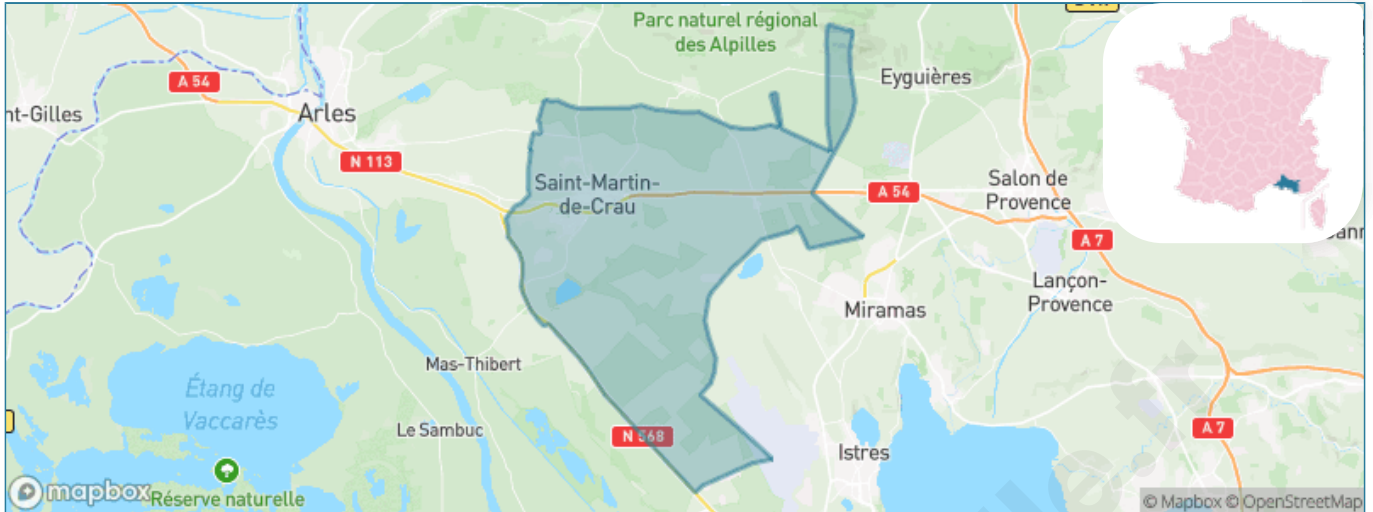 Parc naturel régional
des Alpilles
Eyguières
A 54
nt-Gilles
Arles
N 113
Saint-Martin-
de-Crau
A 54
Salon de
Provence
A 7
Lançon-
Provence
Miramas
Mas-Thibert
Étang de
Vaccarès
Le Sambuc
N 568
A 7
Istres
mapbox
Réserve naturelle
© Mapbox © OpenStreetMap